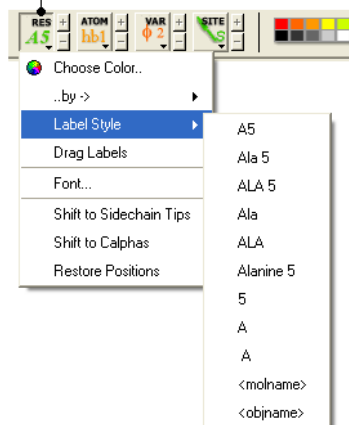 RES ATOM VAR SITE
A5 hb1 ϕ 2 S
Choose Color..
..by ->
Label Style
Drag Labels
Font...
Shift to Sidechain Tips
Shift to Calphas
Restore Positions
A5
Ala 5
ALA 5
Ala
ALA
Alanine 5
5
A
A
<molname>
<objname>